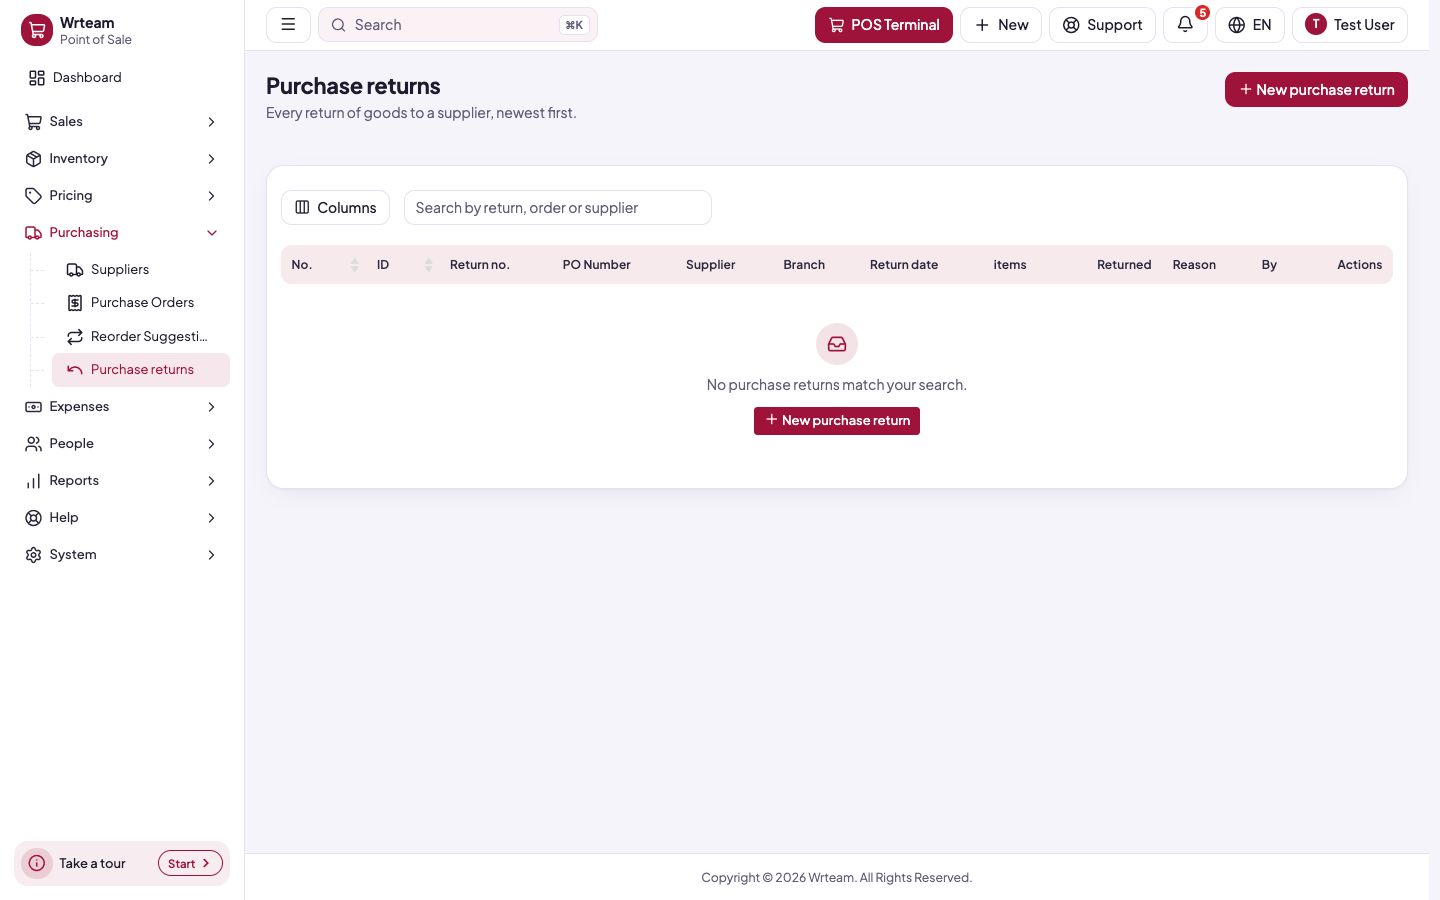 Wrteam
Point of Sale
Dashboard
Sales
Inventory
Pricing
Purchasing
Suppliers
Purchase Orders
Reorder Suggesti...
Purchase returns
Expenses
People
Reports
Help
System
Take a tour
Start
Search
⌘K
POS Terminal
New
Support
5
EN
T
Test User
Purchase returns
Every return of goods to a supplier, newest first.
New purchase return
Columns
Search by return, order or supplier
No. ID Return no. PO Number Supplier Branch Return date items Returned Reason By Actions
No purchase returns match your search.
New purchase return
Copyright © 2026 Wrteam. All Rights Reserved.